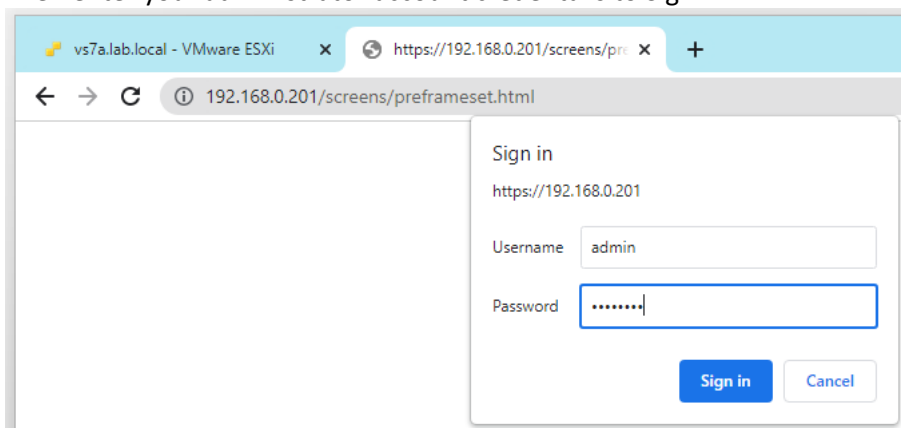 vs7a.lab.local - VMware ESXi
https://192.168.0.201/screens/pre
192.168.0.201/screens/preframeset.html
Sign in
https://192.168.0.201
Username admin
Password ••••••••
Sign in Cancel